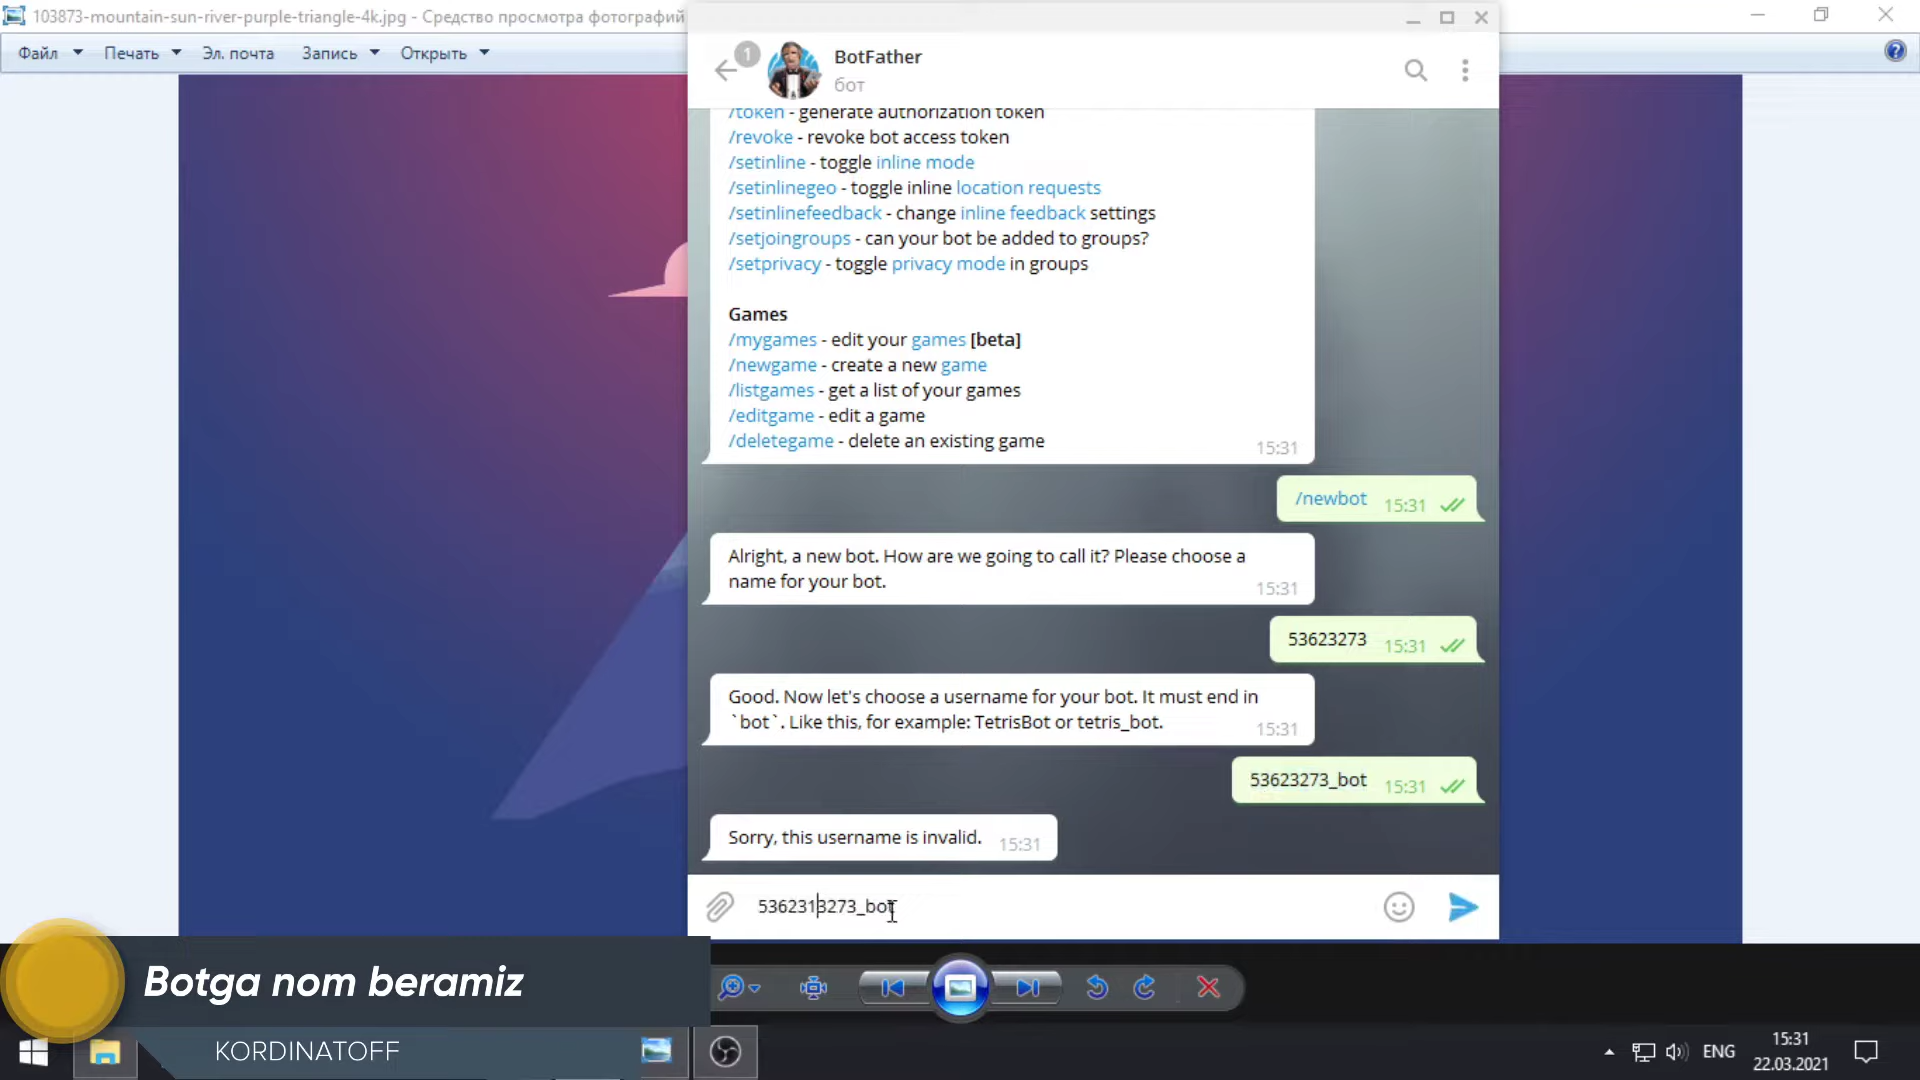 103873-mountain-sun-river-purple-triangle-4k.jpg - Средство просмотра фотографий
Файл Печать Эл. почта Запись Открыть
1
BotFather
бот
/token - generate authorization token
/revoke - revoke bot access token
/setinline - toggle inline mode
/setinlinegeo - toggle inline location requests
/setinlinefeedback - change inline feedback settings
/setjoingroups - can your bot be added to groups?
/setprivacy - toggle privacy mode in groups
Games
/mygames - edit your games [beta]
/newgame - create a new game
/listgames - get a list of your games
/editgame - edit a game
/deletegame - delete an existing game
15:31
/newbot 15:31
Alright, a new bot. How are we going to call it? Please choose a
name for your bot.
15:31
53623273 15:31
Good. Now let's choose a username for your bot. It must end in
`bot`. Like this, for example: TetrisBot or tetris_bot.
15:31
53623273_bot 15:31
Sorry, this username is invalid. 15:31
5362313273_bot
Botga nom beramiz
KORDINATOFF
ENG
15:31
22.03.2021